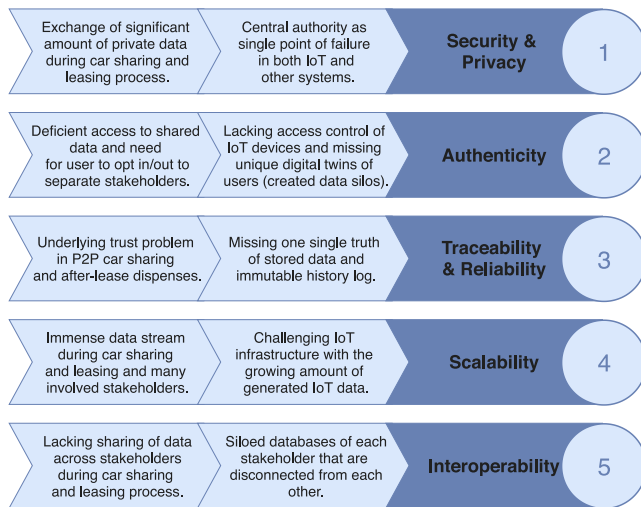 Exchange of significant
amount of private data
during car sharing and
leasing process.
Central authority as
single point of failure
in both IoT and
other systems.
Security &
Privacy
1
Deficient access to shared
data and need
for user to opt in/out to
separate stakeholders.
Lacking access control of
IoT devices and missing
unique digital twins of
users (created data silos).
Authenticity
2
Underlying trust problem
in P2P car sharing
and after-lease dispenses.
Missing one single truth
of stored data and
immutable history log.
Traceability
& Reliability
3
Immense data stream
during car sharing
and leasing and many
involved stakeholders.
Challenging IoT
infrastructure with the
growing amount of
generated IoT data.
Scalability
4
Lacking sharing of data
across stakeholders
during car sharing
and leasing process.
Siloed databases of each
stakeholder that are
disconnected from each
other.
Interoperability
5